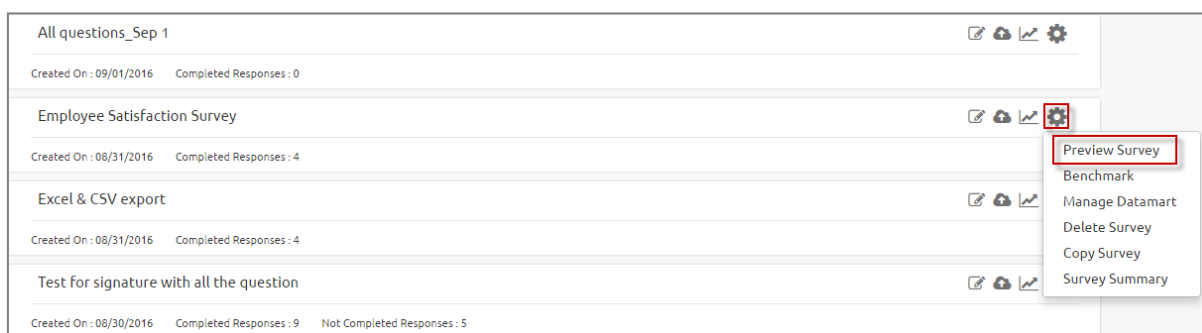 All questions_Sep 1
Created On : 09/01/2016 Completed Responses : 0
Employee Satisfaction Survey
Created On : 08/31/2016 Completed Responses : 4
Preview Survey
Benchmark
Manage Datamart
Delete Survey
Copy Survey
Survey Summary
Excel & CSV export
Created On : 08/31/2016 Completed Responses : 4
Test for signature with all the question
Created On : 08/30/2016 Completed Responses : 9 Not Completed Responses : 5